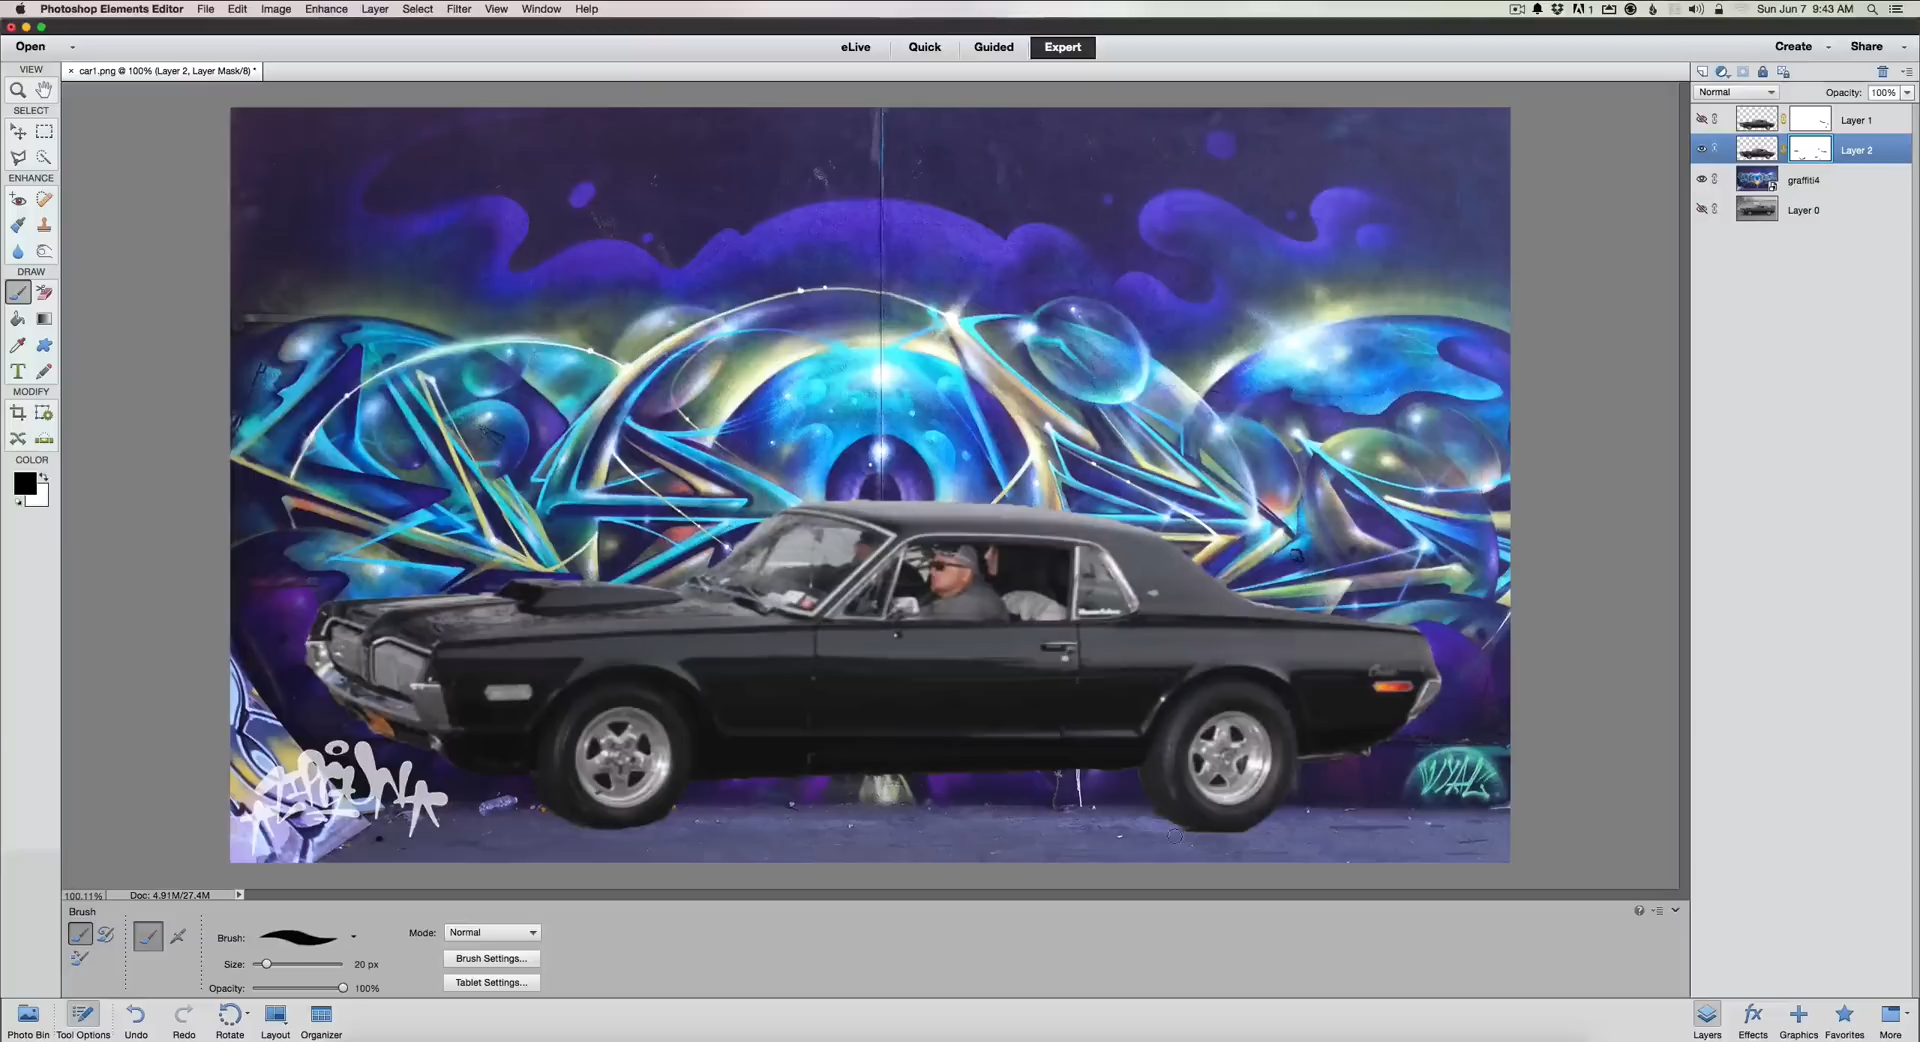 Photoshop Elements Editor File Edit Image Enhance Layer Select Filter View Window Help
1 Sun Jun 7 9:43 AM
Open eLive Quick Guided Expert Create Share
VIEW × car1.png @ 100% (Layer 2, Layer Mask/8) *
Normal Opacity: 100%
SELECT
Layer 1
Layer 2
ENHANCE
graffiti4
Layer 0
DRAW
T
MODIFY
COLOR
100.11% Doc: 4.91M/27.4M
Brush
Brush: Mode: Normal
Size: 20 px Brush Settings...
Opacity: 100% Tablet Settings...
Photo Bin Tool Options Undo Redo Rotate Layout Organizer fx Layers Effects Graphics Favorites More